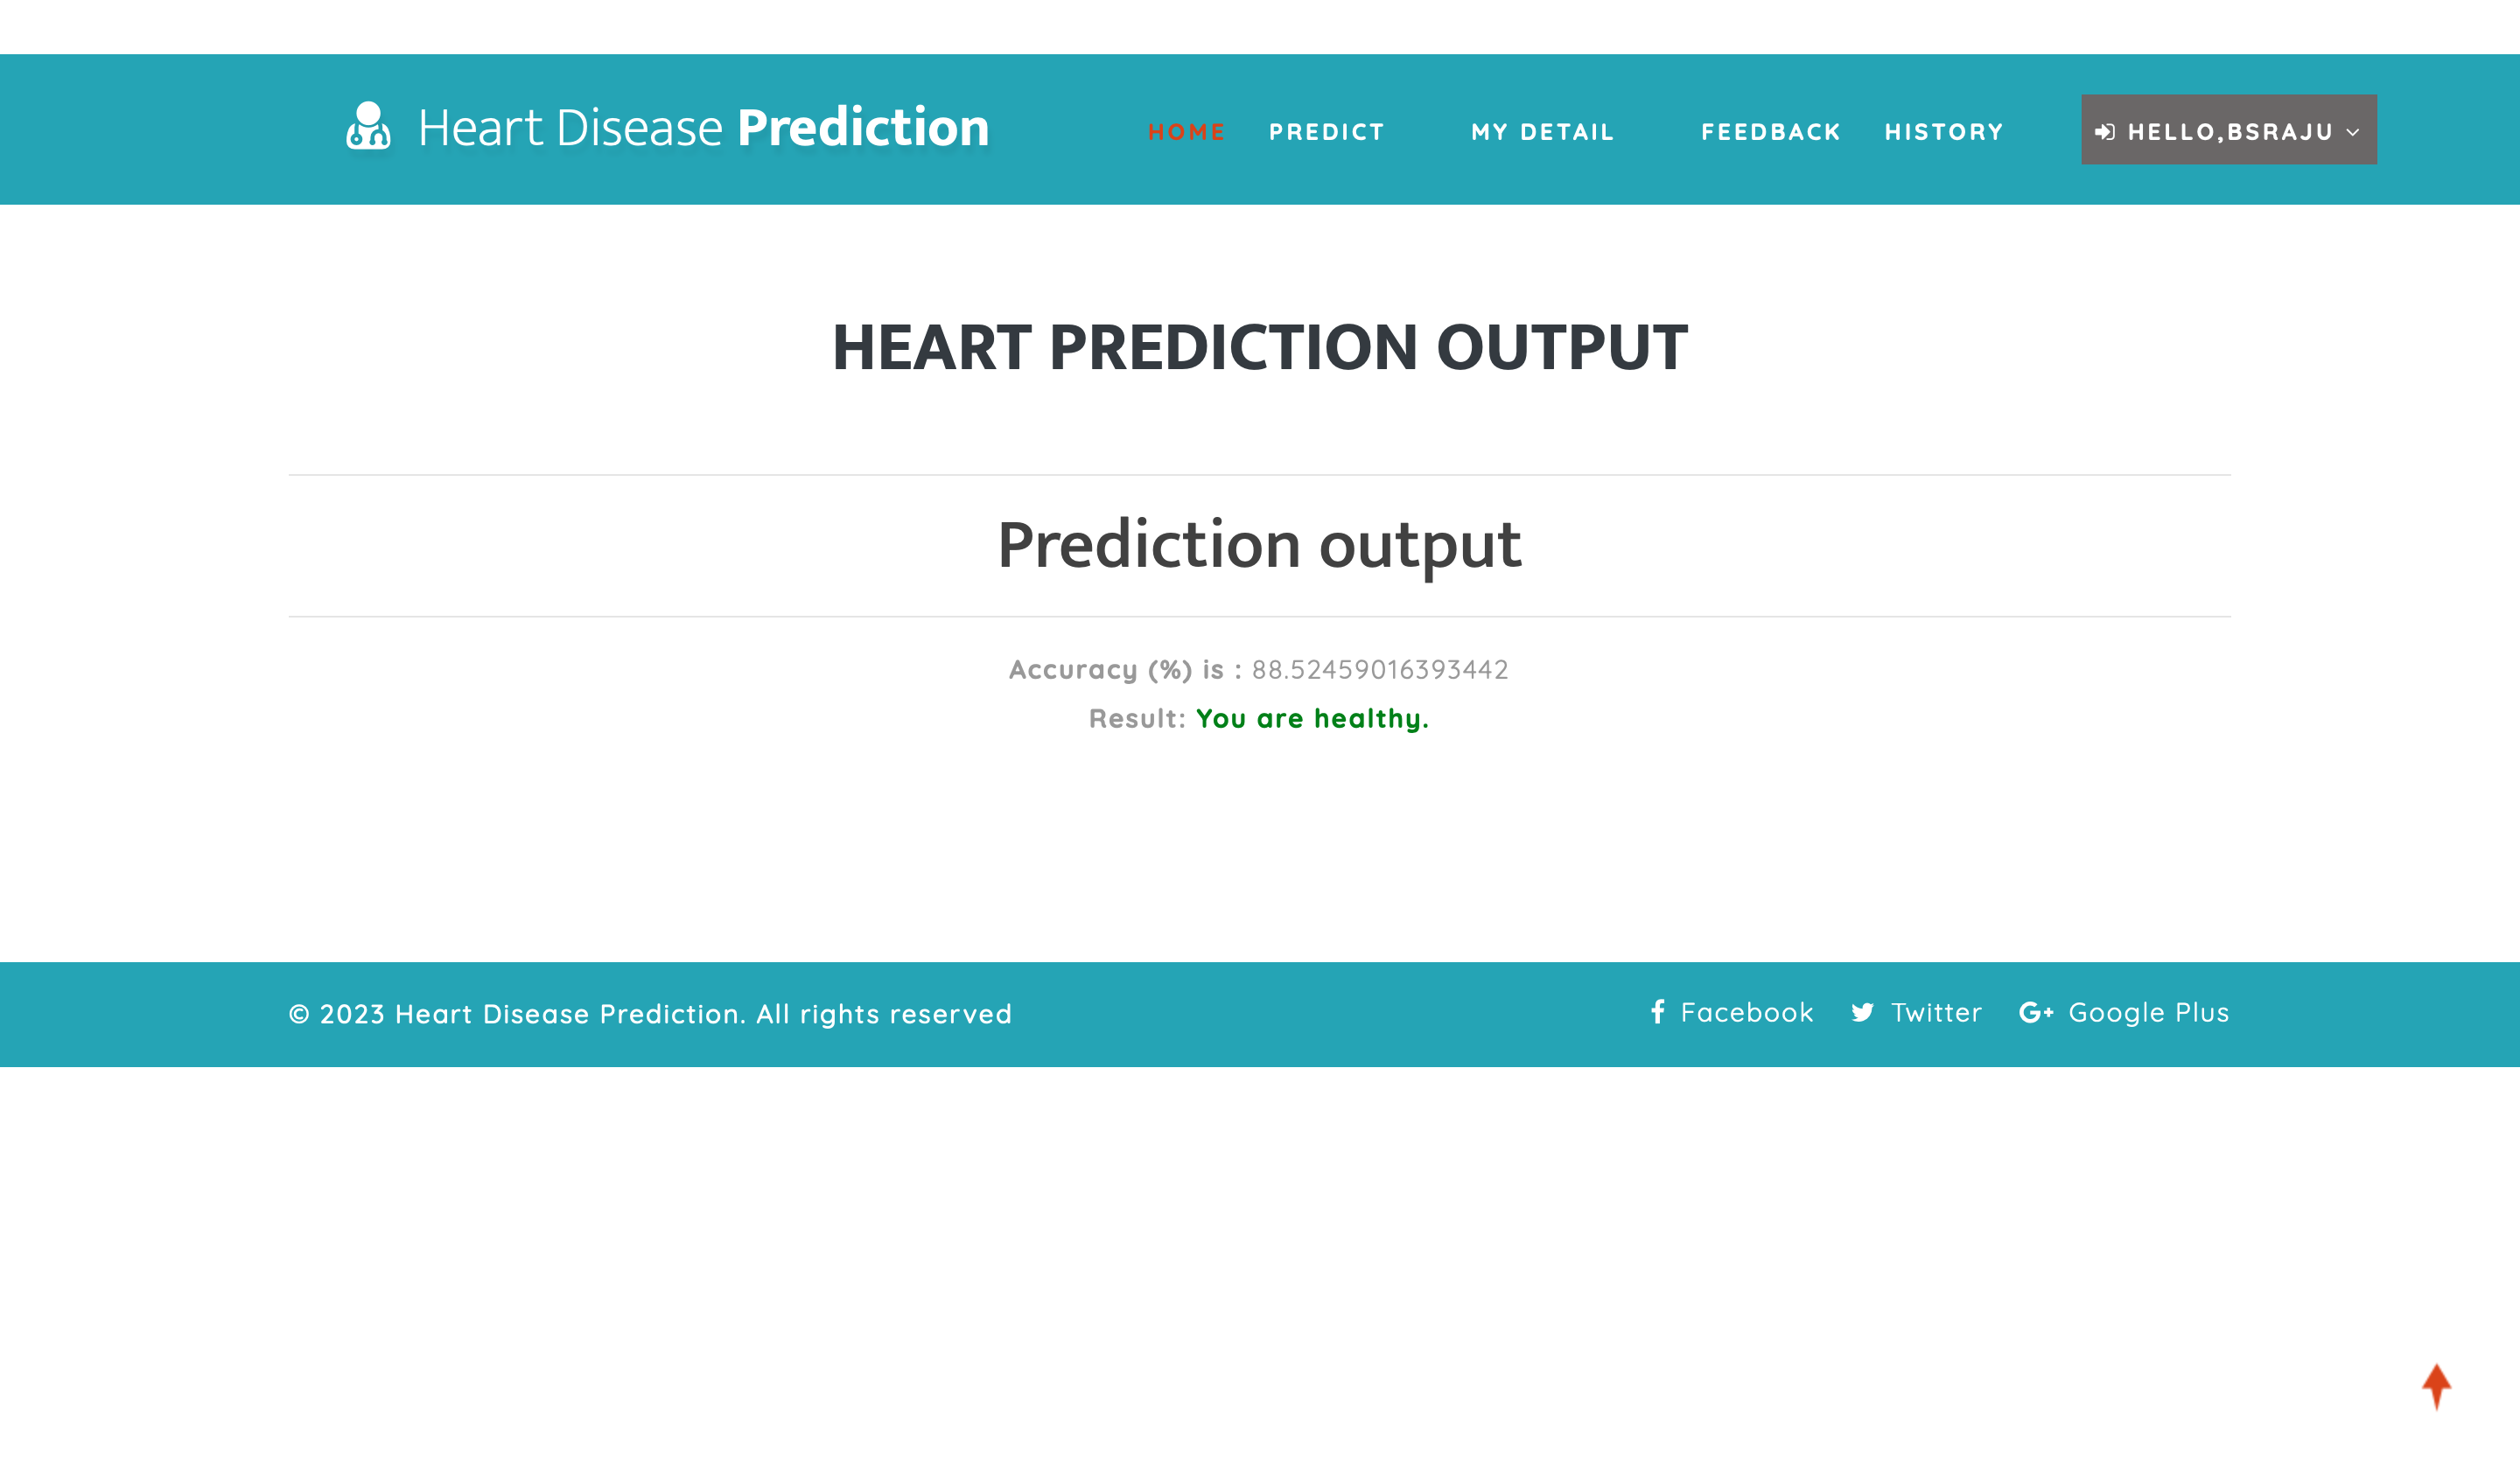 Heart Disease Prediction
HOME PREDICT MY DETAIL FEEDBACK HISTORY HELLO,BSRAJU
HEART PREDICTION OUTPUT
Prediction output
Accuracy (%) is : 88.52459016393442
Result: You are healthy.
© 2023 Heart Disease Prediction. All rights reserved
Facebook Twitter Google Plus